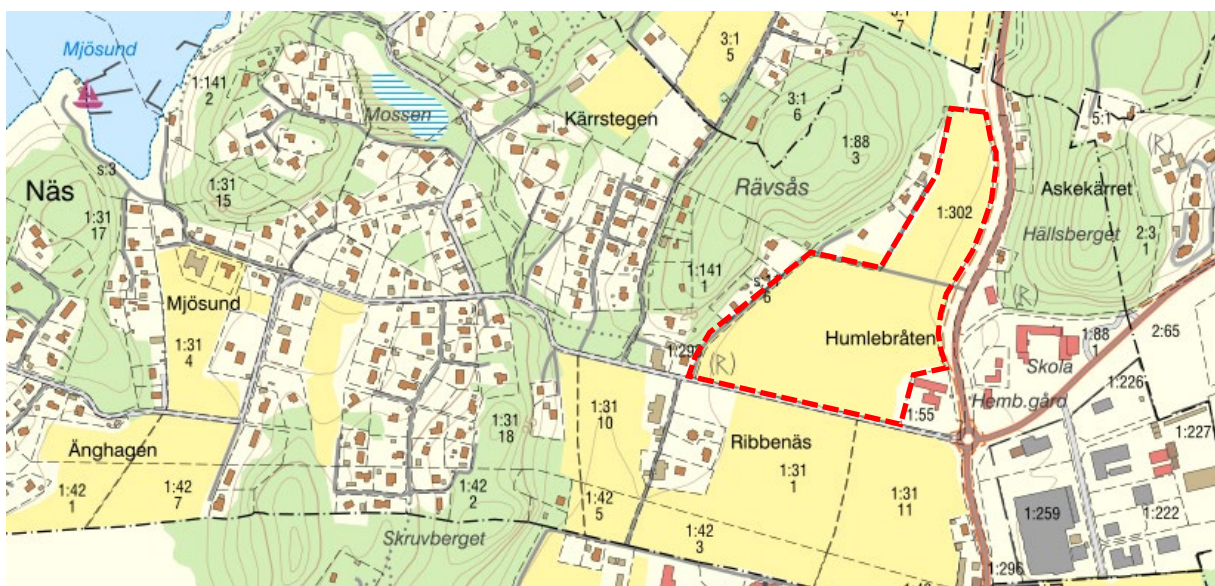 Mjösund
1:141
2
Mossen
Kärrstegen
3:1
5
3:1
7
3:1
6
1:88
3
Rävsås
5:1
(R)
Askekärret
Hällsberget
2:3
1
s:3
Näs
1:31
17
1:31
15
1:302
1:141
1
6
(R)
Mjösund
1:31
4
Humlebråten
1:88
1
2:65
Skola
(R)
1:226
1:55
Hemb.gård
1:227
1:31
10
Ribbenäs
1:31
18
1:31
1
1:31
11
Änghagen
1:42
1
1:42
7
1:42
2
1:42
5
1:42
3
Skruvberget
1:259
1:222
1:296